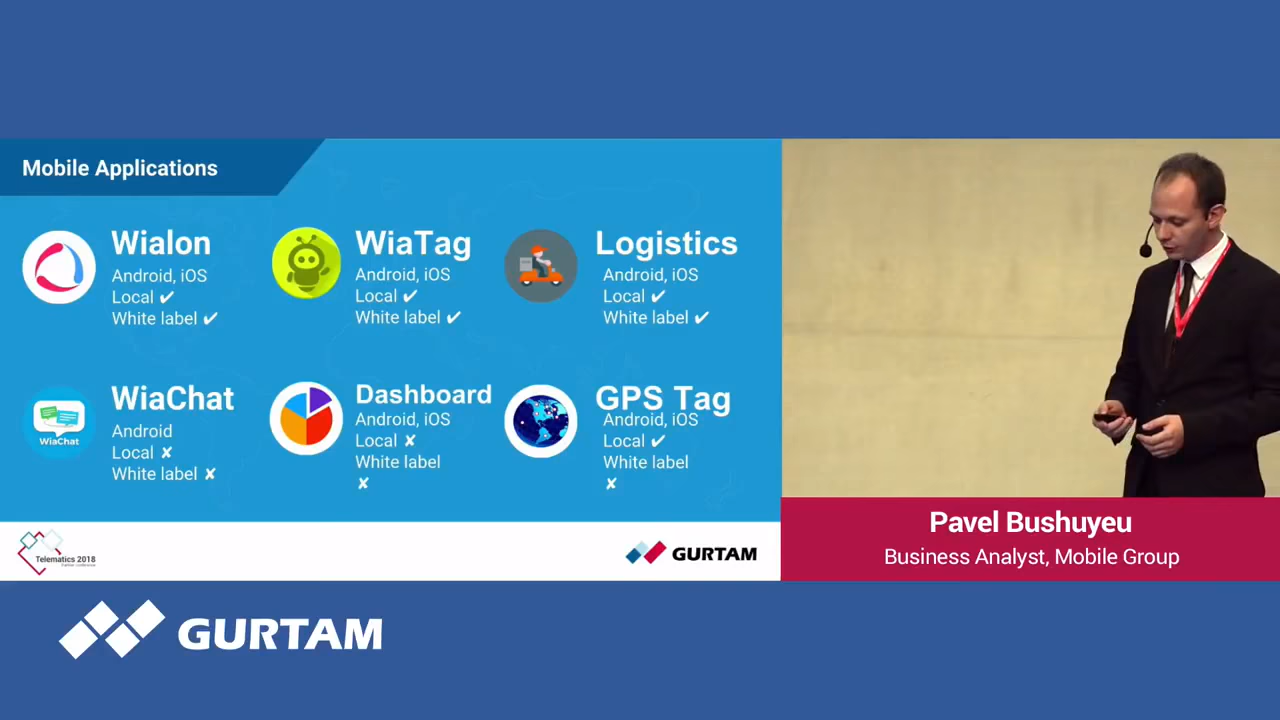 Mobile Applications
Wialon
Android, iOS
Local ✔
White label ✔
WiaTag
Android, iOS
Local ✔
White label ✔
Logistics
Android, iOS
Local ✔
White label ✔
WiaChat
WiaChat
Android
Local ✘
White label ✘
Dashboard
Android, iOS
Local ✘
White label
✘
GPS Tag
Android, iOS
Local ✔
White label
✘
Telematics 2018
GURTAM
Pavel Bushuyeu
Business Analyst, Mobile Group
GURTAM